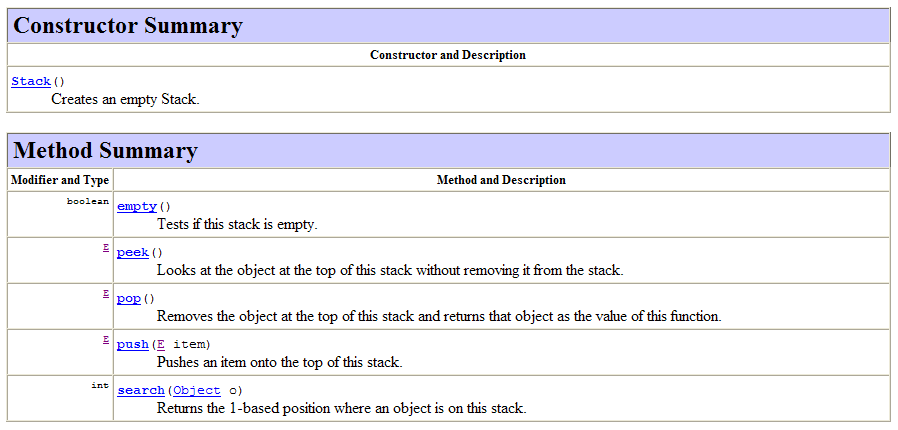 Constructor Summary
Constructor and Description
Stack()
Creates an empty Stack.
Method Summary
Modifier and Type Method and Description
boolean empty()
Tests if this stack is empty.
E peek()
Looks at the object at the top of this stack without removing it from the stack.
E pop()
Removes the object at the top of this stack and returns that object as the value of this function.
E push(E item)
Pushes an item onto the top of this stack.
int search(Object o)
Returns the 1-based position where an object is on this stack.